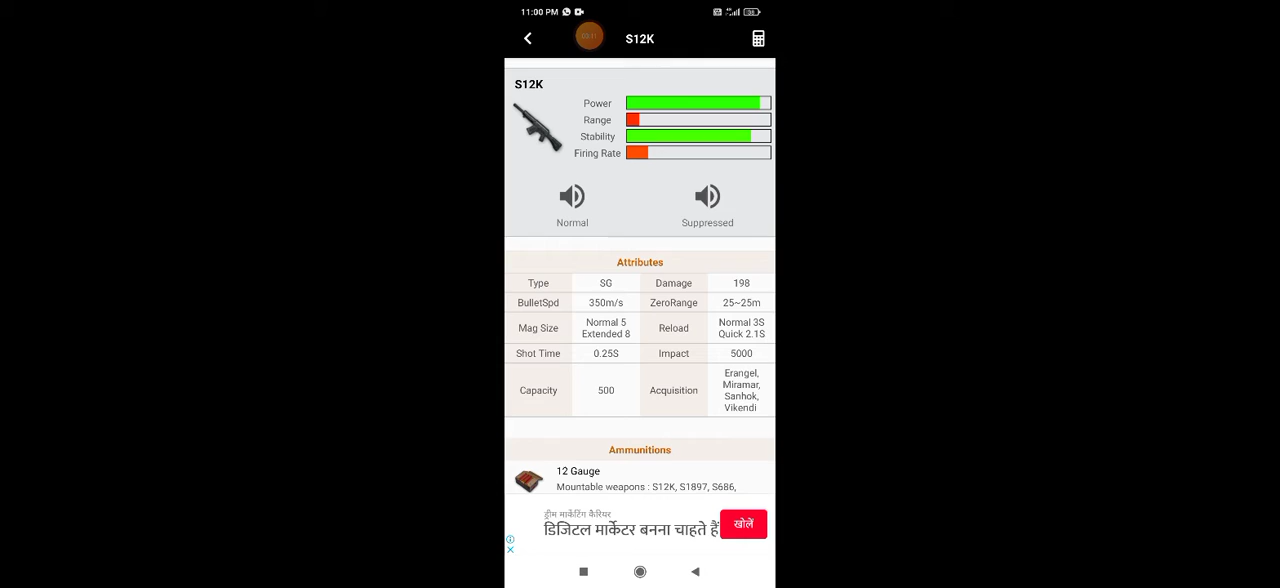 11:00 PM
S12K
S12K
Power
Range
Stability
Firing Rate
Normal
Suppressed
Attributes
Type SG Damage 198
BulletSpd 350m/s ZeroRange 25~25m
Mag Size Normal 5 Extended 8 Reload Normal 3S Quick 2.1S
Shot Time 0.25S Impact 5000
Capacity 500 Acquisition Erangel, Miramar, Sanhok, Vikendi
Ammunitions
12 Gauge
Mountable weapons : S12K, S1897, S686,
ड्रीम मार्केटिंग कैरियर
डिजिटल मार्केटर बनना चाहते हैं
खोलें